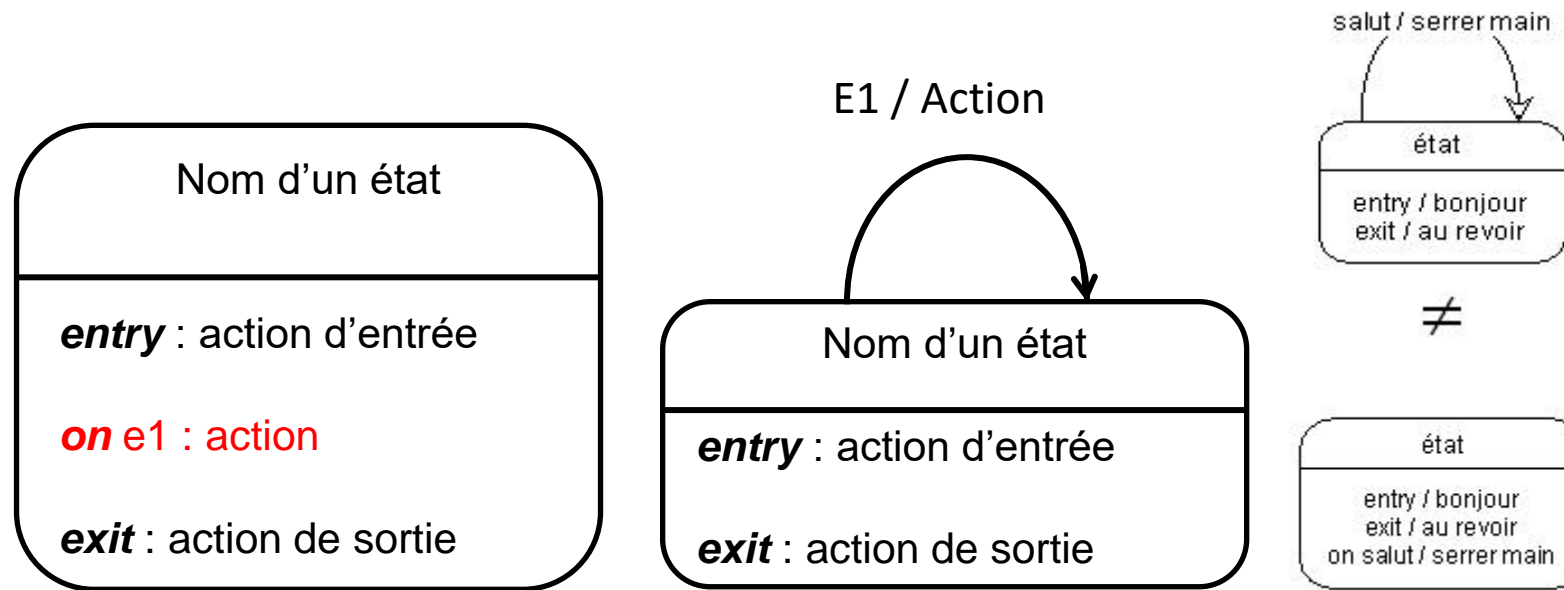 Nom d’un état
entry : action d’entrée
on e1 : action
exit : action de sortie
E1 / Action
Nom d’un état
entry : action d’entrée
exit : action de sortie
salut / serrer main
état
entry / bonjour
exit / au revoir
≠
état
entry / bonjour
exit / au revoir
on salut / serrer main